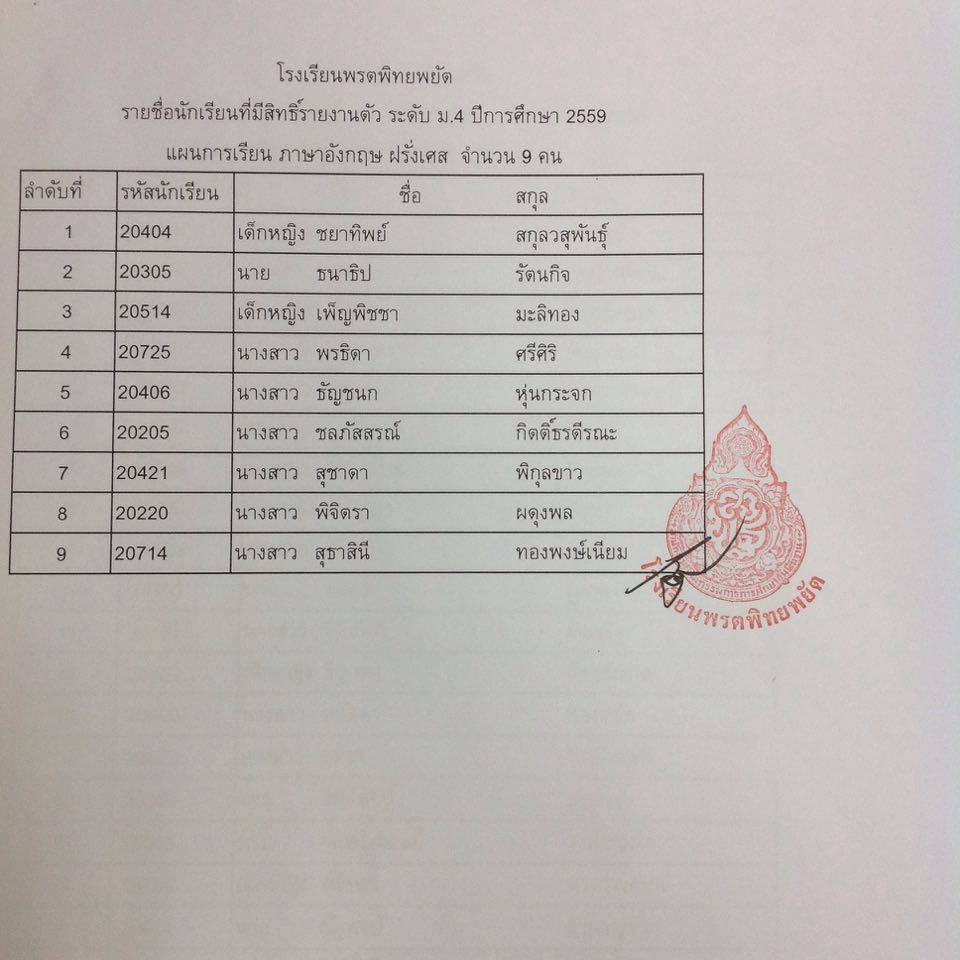 โรงเรียนพรตพิทยพยัต
รายชื่อนักเรียนที่มีสิทธิ์รายงานตัว ระดับ ม.4 ปีการศึกษา 2559
แผนการเรียน ภาษาอังกฤษ ฝรั่งเศส จำนวน 9 คน
ลำดับที่ รหัสนักเรียน ชื่อ สกุล
1 20404 เด็กหญิง ชยาทิพย์ สกุลวสุพันธุ์
2 20305 นาย ธนาธิป รัตนกิจ
3 20514 เด็กหญิง เพ็ญพิชชา มะลิทอง
4 20725 นางสาว พรธิดา ศรีศิริ
5 20406 นางสาว ธัญชนก หุ่นกระจก
6 20205 นางสาว ชลภัสสรณ์ กิตติ์ธรตีรณะ
7 20421 นางสาว สุชาดา พิกุลขาว
8 20220 นางสาว พิจิตรา ผดุงพล
9 20714 นางสาว สุธาสินี ทองพงษ์เนียม
โรงเรียนพรตพิทยพยัต